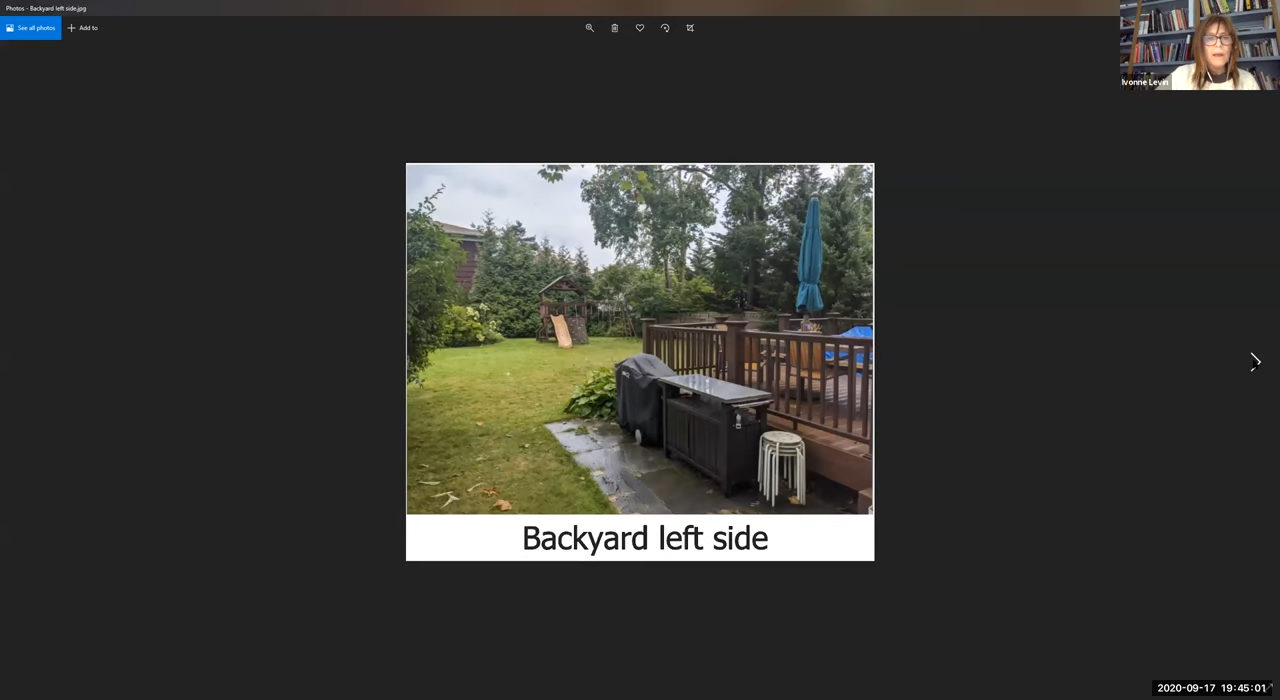 Photos - Backyard left side.jpg
See all photos
Add to
Ivonne Levin
Backyard left side
2020-09-17 19:45:01